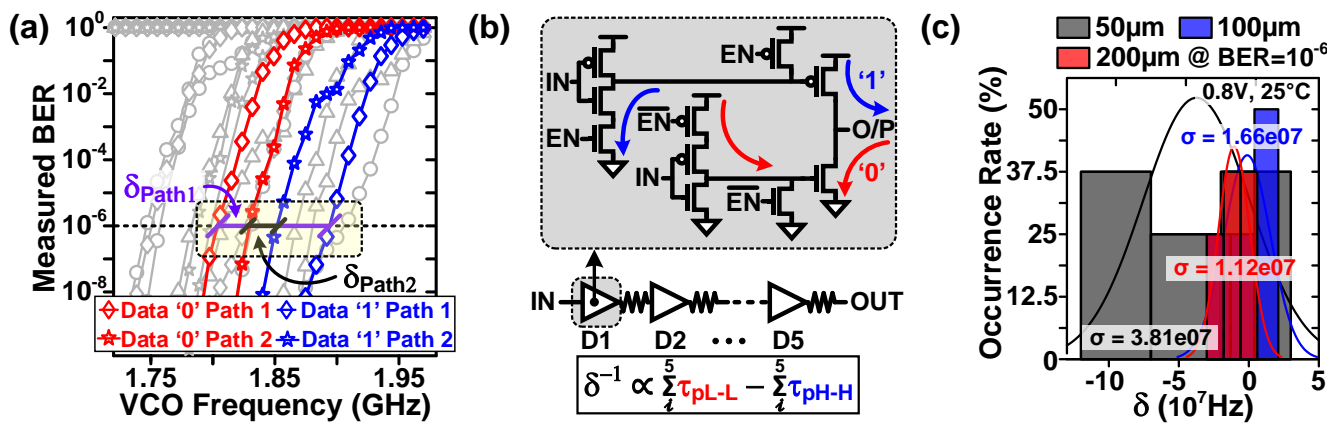 (a)
Measured BER
10⁰
10⁻²
10⁻⁴
10⁻⁶
10⁻⁸
δPath1
δPath2
Data '0' Path 1
Data '1' Path 1
Data '0' Path 2
Data '1' Path 2
1.75
1.85
1.95
VCO Frequency (GHz)
(b)
EN
IN
'1'
EN
E̅N̅
O/P
IN
E̅N̅
'0'
IN
OUT
D1
D2
D5
δ⁻¹ ∝ 5 Σ i τpL-L − 5 Σ i τpH-H
(c)
50μm
100μm
200μm @ BER=10⁻⁶
0.8V, 25°C
σ = 1.66e07
σ = 1.12e07
σ = 3.81e07
Occurrence Rate (%)
50
37.5
25
12.5
0
-10
-5
0
5
δ (10⁷Hz)